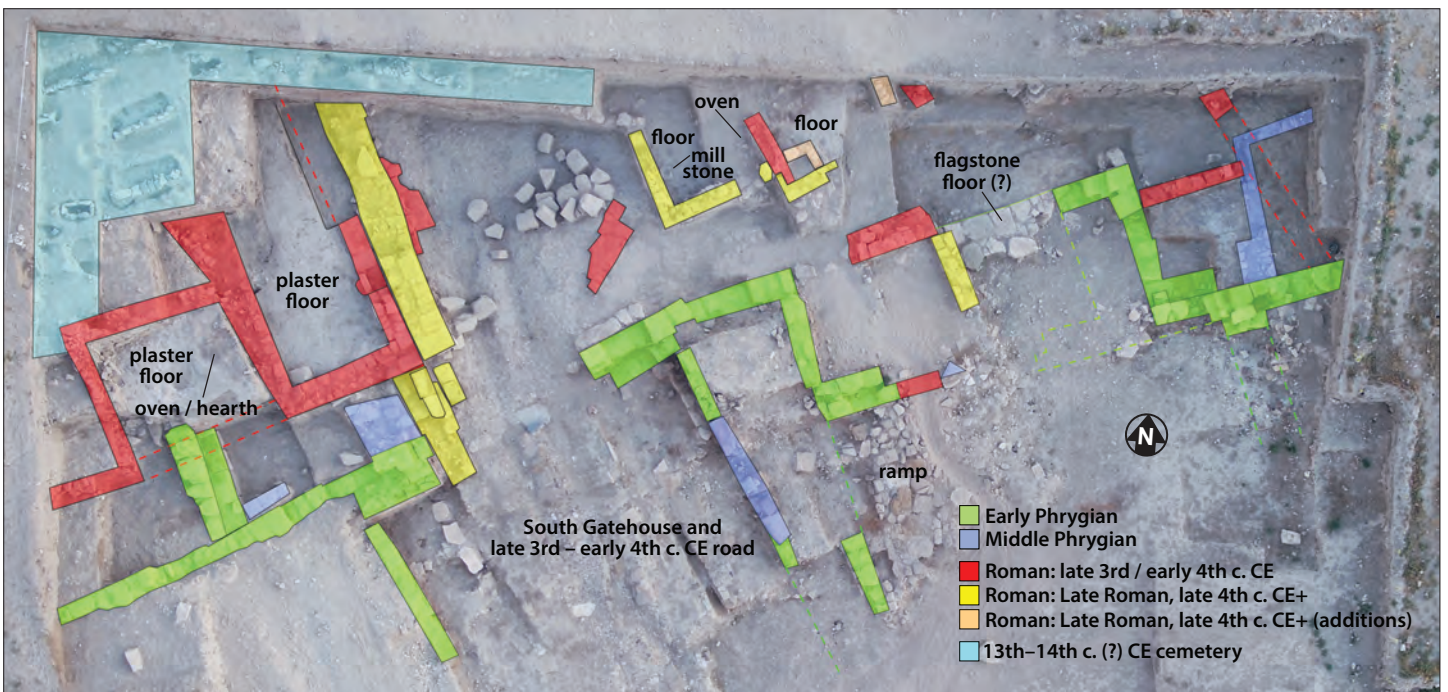 oven
floor
floor
mill
stone
flagstone
floor (?)
plaster
floor
plaster
floor
oven / hearth
N
ramp
South Gatehouse and
late 3rd – early 4th c. CE road
Early Phrygian
Middle Phrygian
Roman: late 3rd / early 4th c. CE
Roman: Late Roman, late 4th c. CE+
Roman: Late Roman, late 4th c. CE+ (additions)
13th–14th c. (?) CE cemetery